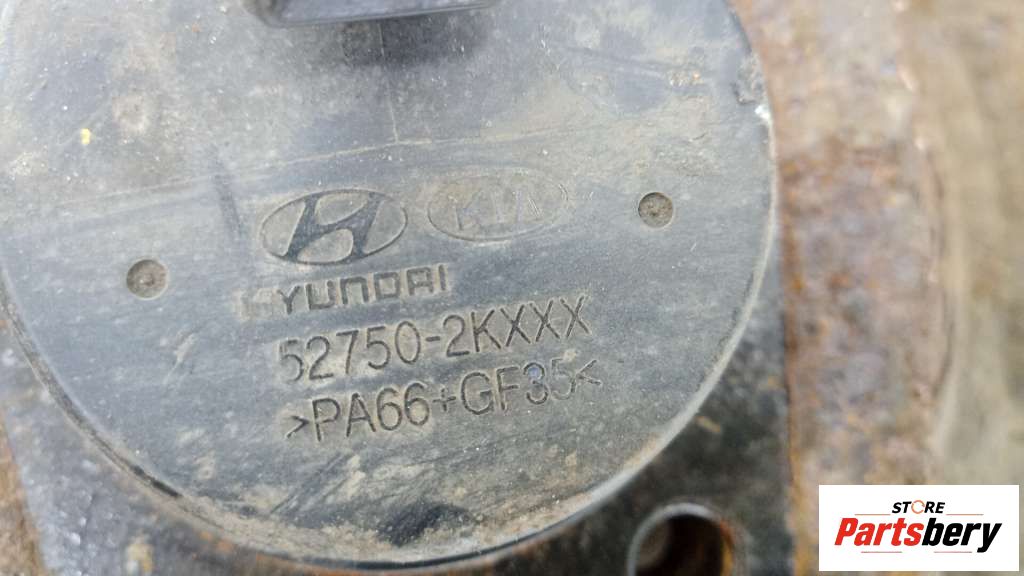 KIA
HYUNDAI
52750-2KXXX
>PA66+GF35<
STORE
Partsbery